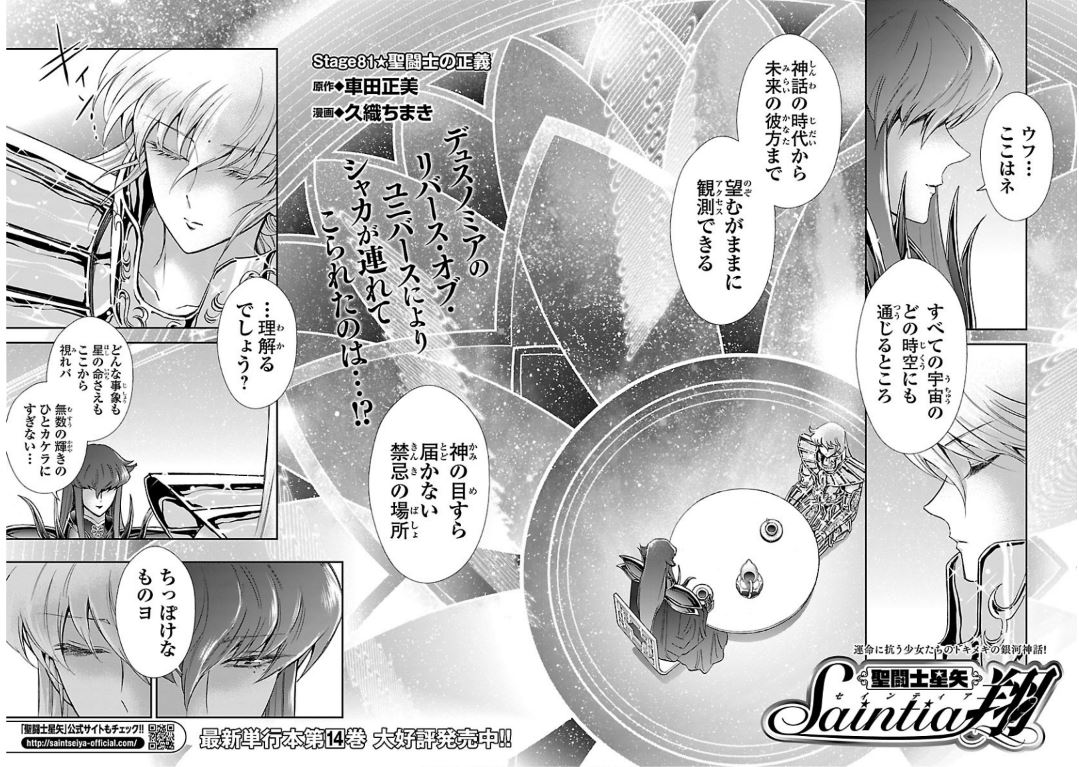 ウフ…
ここはネ
すべての宇宙の
どの時空にも
通じるところ
神話の時代から
未来の彼方まで
望むがままに
観測できる
Stage81★聖闘士の正義
原作◆車田正美
漫画◆久織ちまき
デュスノミアの
リバース・オブ・
ユニバースにより
シャカが連れて
こられたのは…!?
神の目すら
届かない
禁忌の場所
…理解る
でしょう？
どんな事象も
星の命さえも
ここから
視れバ
無数の輝きの
ひとカケラに
すぎない…
ちっぽけな
ものヨ
運命に抗う少女たちのトキメキの銀河神話!
聖闘士星矢
セインティア
Saintia翔
「聖闘士星矢」公式サイトもチェック!!
http://saintseiya-official.com/
最新単行本第14巻 大好評発売中!!